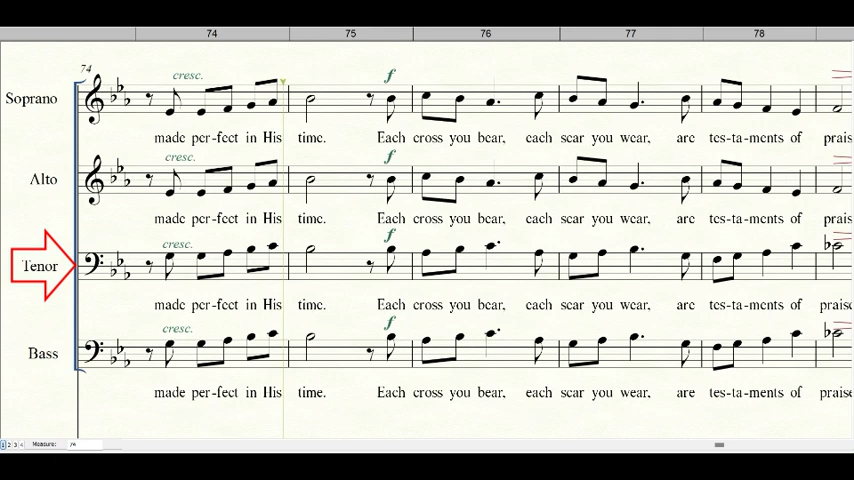 74 75 76 77 78
74
cresc. f
Soprano
made per-fect in His time. Each cross you bear, each scar you wear, are tes-ta-ments of prais
cresc. f
Alto
made per-fect in His time. Each cross you bear, each scar you wear, are tes-ta-ments of prais
cresc. f
Tenor
made per-fect in His time. Each cross you bear, each scar you wear, are tes-ta-ments of praise
cresc. f
Bass
made per-fect in His time. Each cross you bear, each scar you wear, are tes-ta-ments of praise
1 2 3 4 Measure: 74